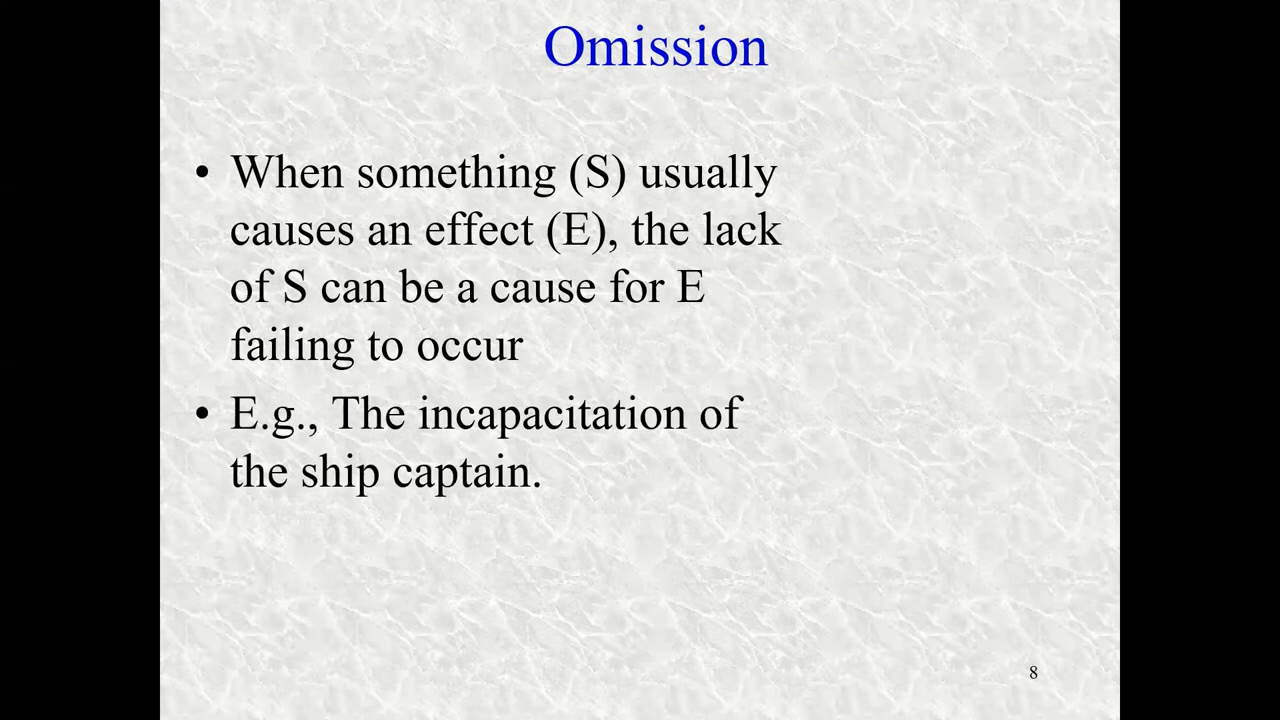 Omission
• When something (S) usually
causes an effect (E), the lack
of S can be a cause for E
failing to occur
• E.g., The incapacitation of
the ship captain.
8